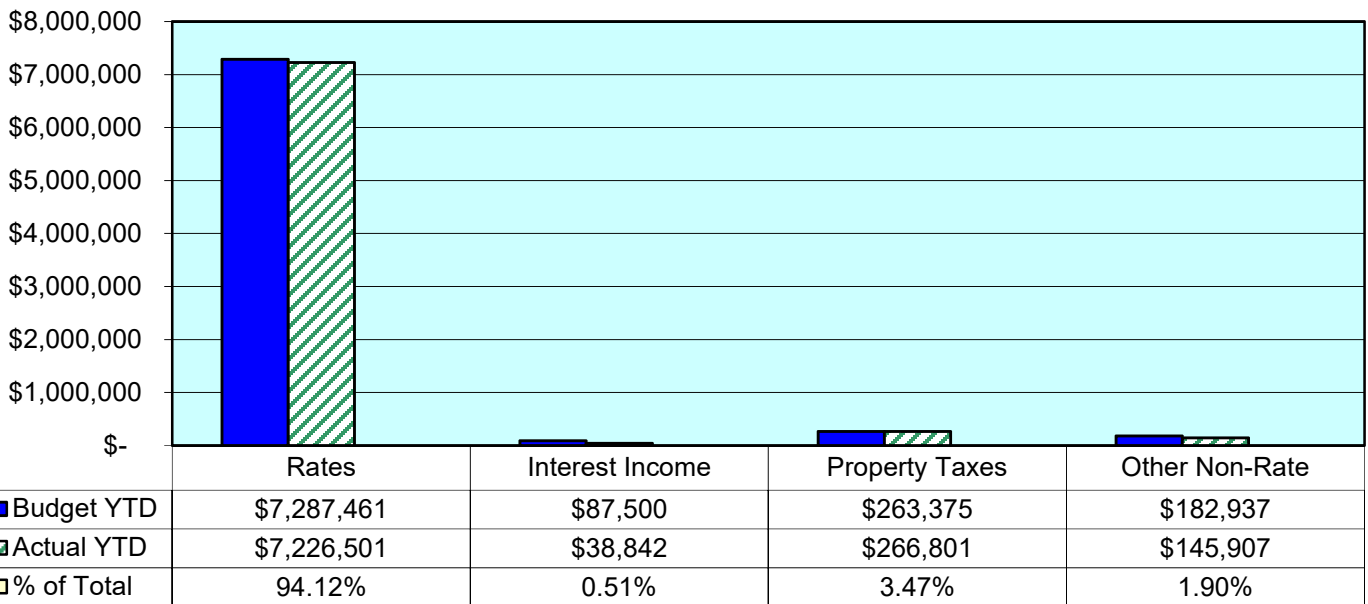 $8,000,000
$7,000,000
$6,000,000
$5,000,000
$4,000,000
$3,000,000
$2,000,000
$1,000,000
$-
Rates Interest Income Property Taxes Other Non-Rate
Budget YTD $7,287,461 $87,500 $263,375 $182,937
Actual YTD $7,226,501 $38,842 $266,801 $145,907
% of Total 94.12% 0.51% 3.47% 1.90%